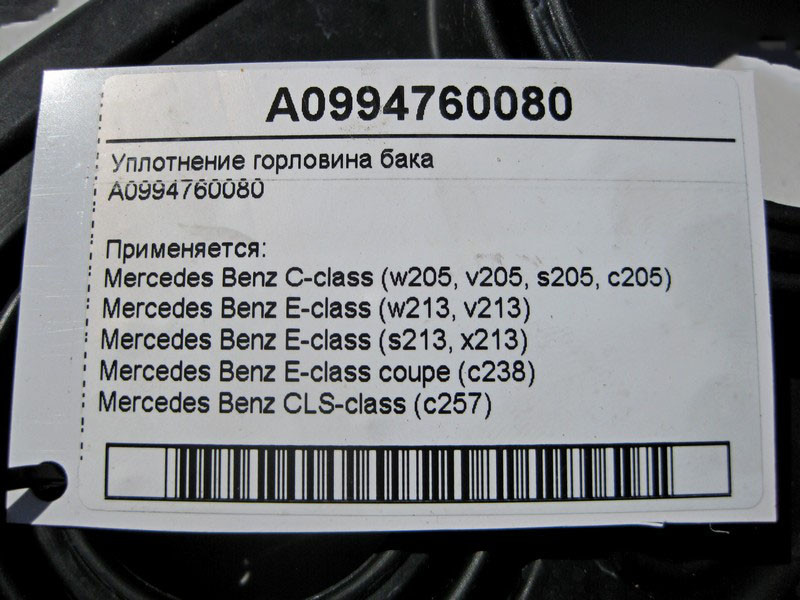 A0994760080
Уплотнение горловина бака
A0994760080
Применяется:
Mercedes Benz C-class (w205, v205, s205, c205)
Mercedes Benz E-class (w213, v213)
Mercedes Benz E-class (s213, x213)
Mercedes Benz E-class coupe (c238)
Mercedes Benz CLS-class (c257)